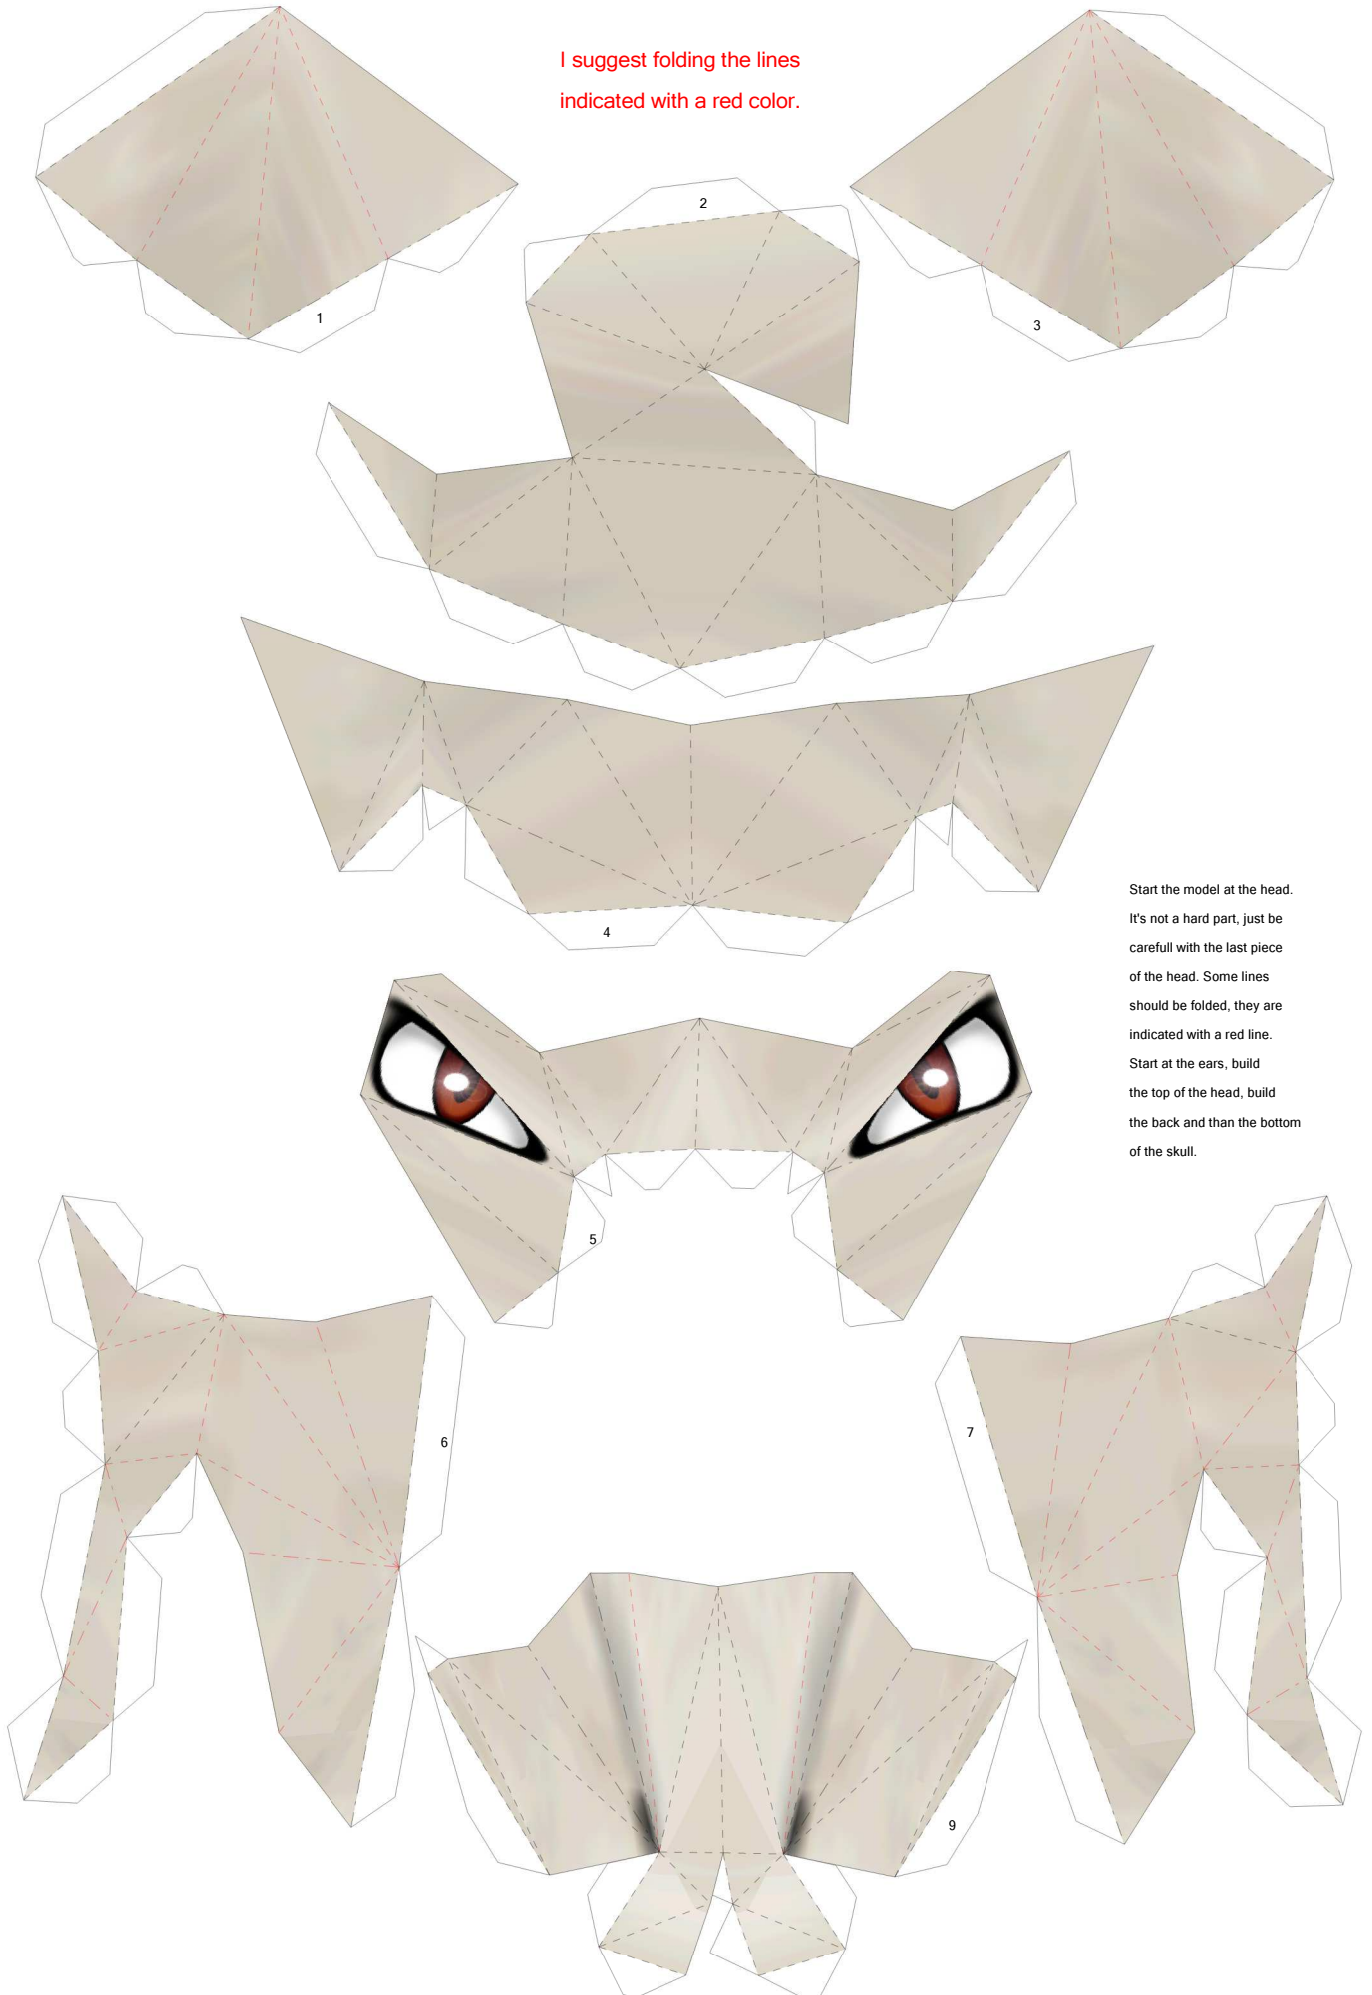 I suggest folding the lines
indicated with a red color.
2
1
3
4
Start the model at the head.
It's not a hard part, just be
carefull with the last piece
of the head. Some lines
should be folded, they are
indicated with a red line.
Start at the ears, build
the top of the head, build
the back and than the bottom
of the skull.
5
6
7
9